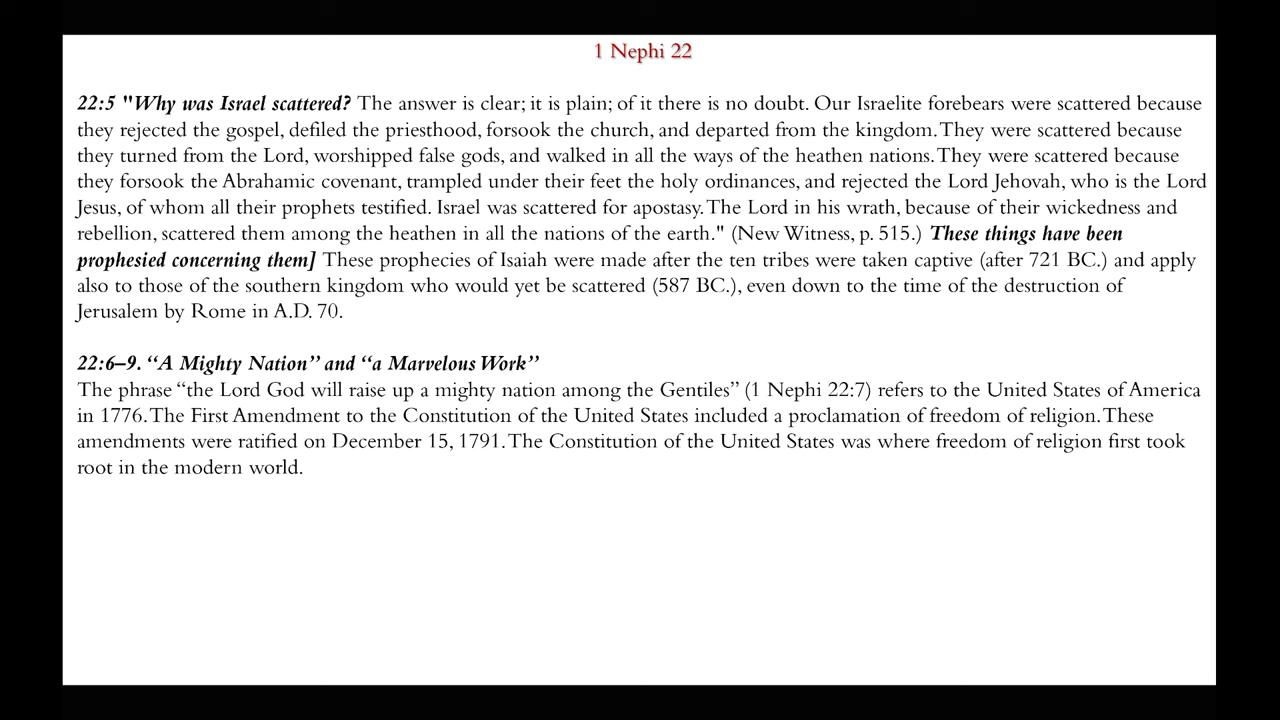 1 Nephi 22
22:5 "Why was Israel scattered? The answer is clear; it is plain; of it there is no doubt. Our Israelite forebears were scattered because
they rejected the gospel, defiled the priesthood, forsook the church, and departed from the kingdom. They were scattered because
they turned from the Lord, worshipped false gods, and walked in all the ways of the heathen nations. They were scattered because
they forsook the Abrahamic covenant, trampled under their feet the holy ordinances, and rejected the Lord Jehovah, who is the Lord
Jesus, of whom all their prophets testified. Israel was scattered for apostasy. The Lord in his wrath, because of their wickedness and
rebellion, scattered them among the heathen in all the nations of the earth." (New Witness, p. 515.) These things have been
prophesied concerning them] These prophecies of Isaiah were made after the ten tribes were taken captive (after 721 BC.) and apply
also to those of the southern kingdom who would yet be scattered (587 BC.), even down to the time of the destruction of
Jerusalem by Rome in A.D. 70.
22:6–9. “A Mighty Nation” and “a Marvelous Work”
The phrase “the Lord God will raise up a mighty nation among the Gentiles” (1 Nephi 22:7) refers to the United States of America
in 1776. The First Amendment to the Constitution of the United States included a proclamation of freedom of religion. These
amendments were ratified on December 15, 1791. The Constitution of the United States was where freedom of religion first took
root in the modern world.